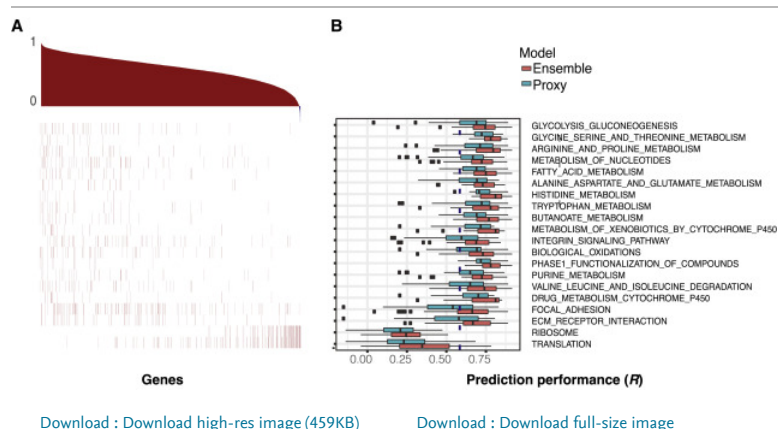 A
B
1
0
Model
Ensemble
Proxy
GLYCOLYSIS_GLUCONEOGENESIS
GLYCINE_SERINE_AND_THREONINE_METABOLISM
ARGININE_AND_PROLINE_METABOLISM
METABOLISM_OF_NUCLEOTIDES
FATTY_ACID_METABOLISM
ALANINE_ASPARTATE_AND_GLUTAMATE_METABOLISM
HISTIDINE_METABOLISM
TRYPTOPHAN_METABOLISM
BUTANOATE_METABOLISM
METABOLISM_OF_XENOBIOTICS_BY_CYTOCHROME_P450
INTEGRIN_SIGNALING_PATHWAY
BIOLOGICAL_OXIDATIONS
PHASE1_FUNCTIONALIZATION_OF_COMPOUNDS
PURINE_METABOLISM
VALINE_LEUCINE_AND_ISOLEUCINE_DEGRADATION
DRUG_METABOLISM_CYTOCHROME_P450
FOCAL_ADHESION
ECM_RECEPTOR_INTERACTION
RIBOSOME
TRANSLATION
0.00 0.25 0.50 0.75
Genes
Prediction performance (R)
Download : Download high-res image (459KB)
Download : Download full-size image